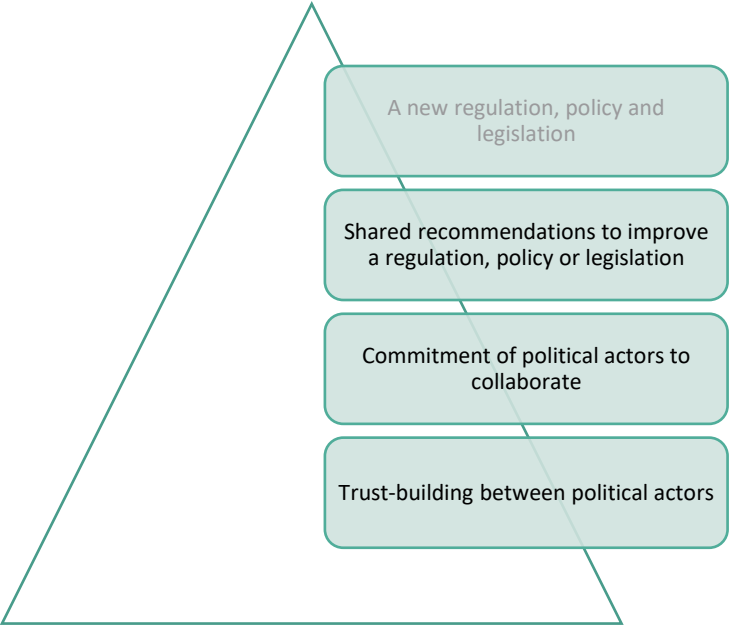 A new regulation, policy and
legislation
Shared recommendations to improve
a regulation, policy or legislation
Commitment of political actors to
collaborate
Trust-building between political actors